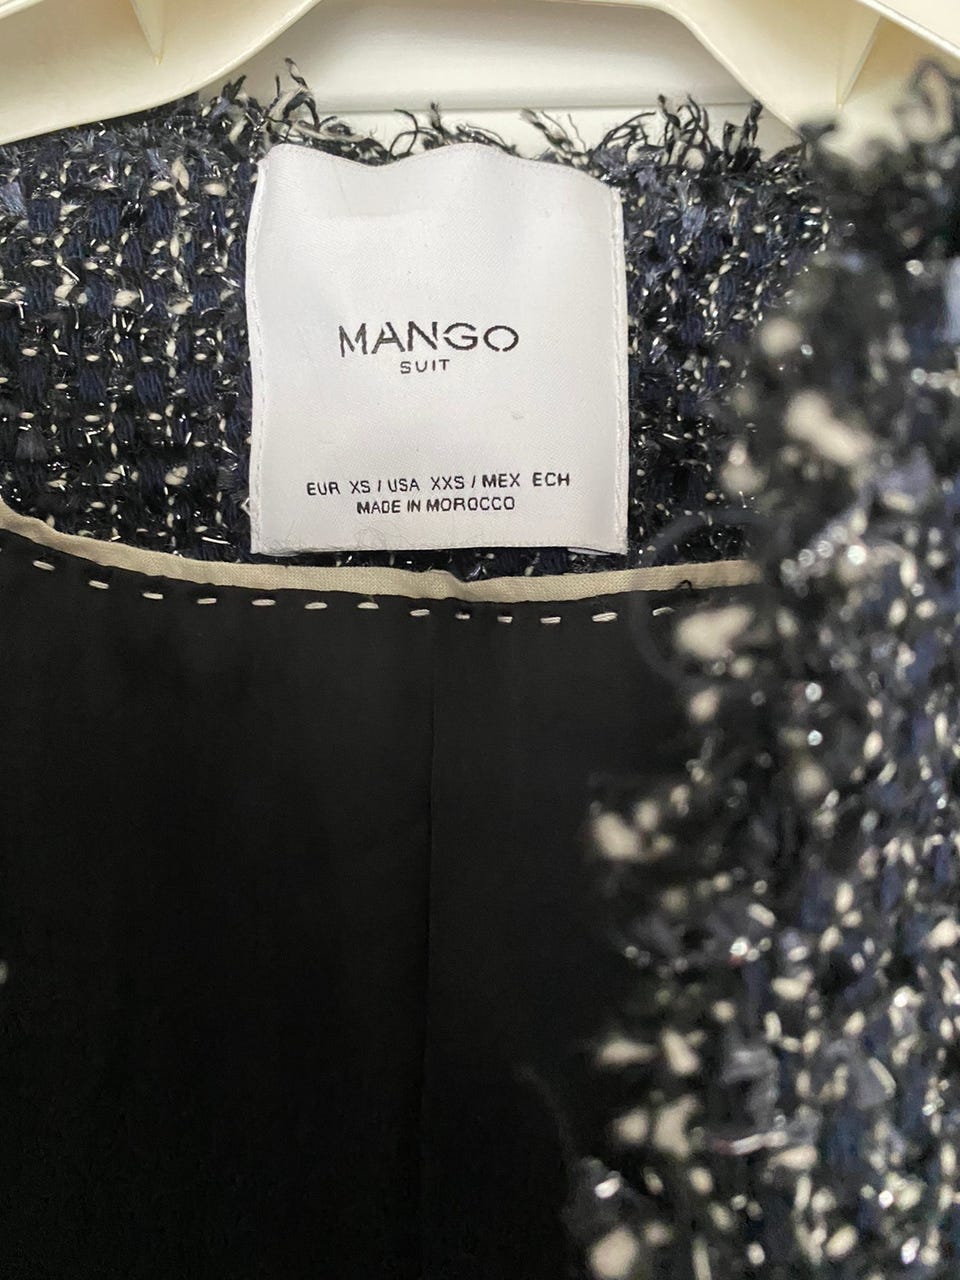 MANGO
SUIT
EUR XS / USA XXS / MEX ECH
MADE IN MOROCCO